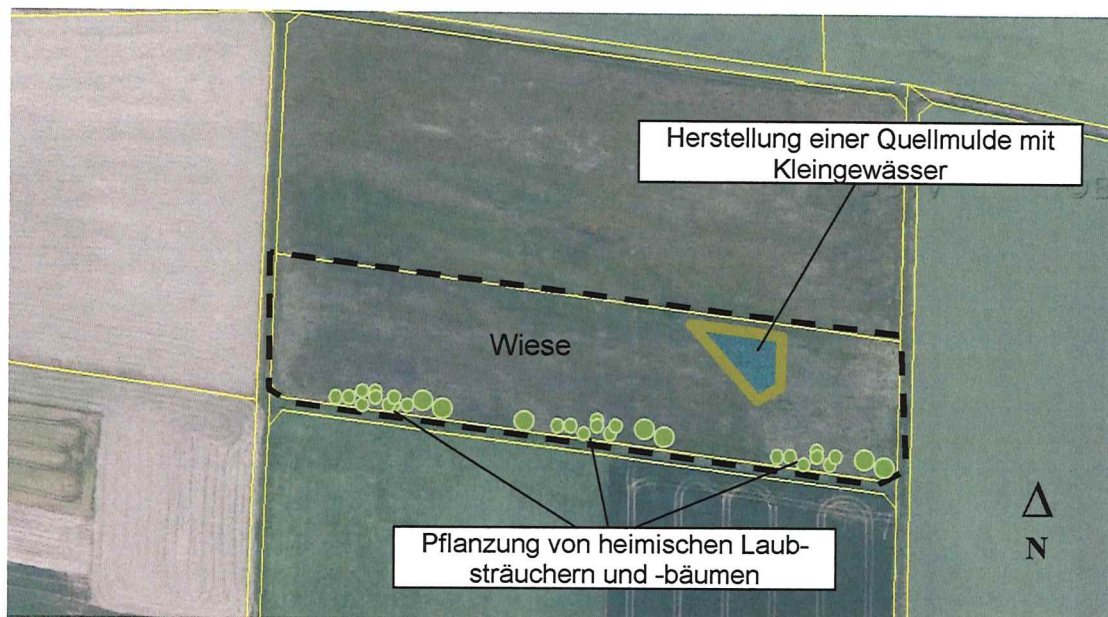 Herstellung einer Quellmulde mit
Kleingewässer
Wiese
Pflanzung von heimischen Laub-
sträuchern und -bäumen
N